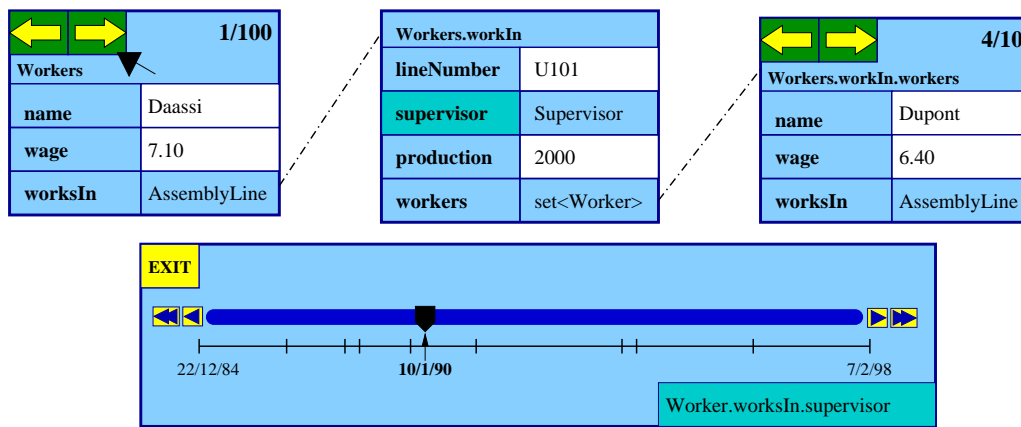 1/100
Workers
name Daassi
wage 7.10
worksIn AssemblyLine
Workers.workIn
lineNumber U101
supervisor Supervisor
production 2000
workers set<Worker>
4/10
Workers.workIn.workers
name Dupont
wage 6.40
worksIn AssemblyLine
EXIT
22/12/84 10/1/90 7/2/98
Worker.worksIn.supervisor